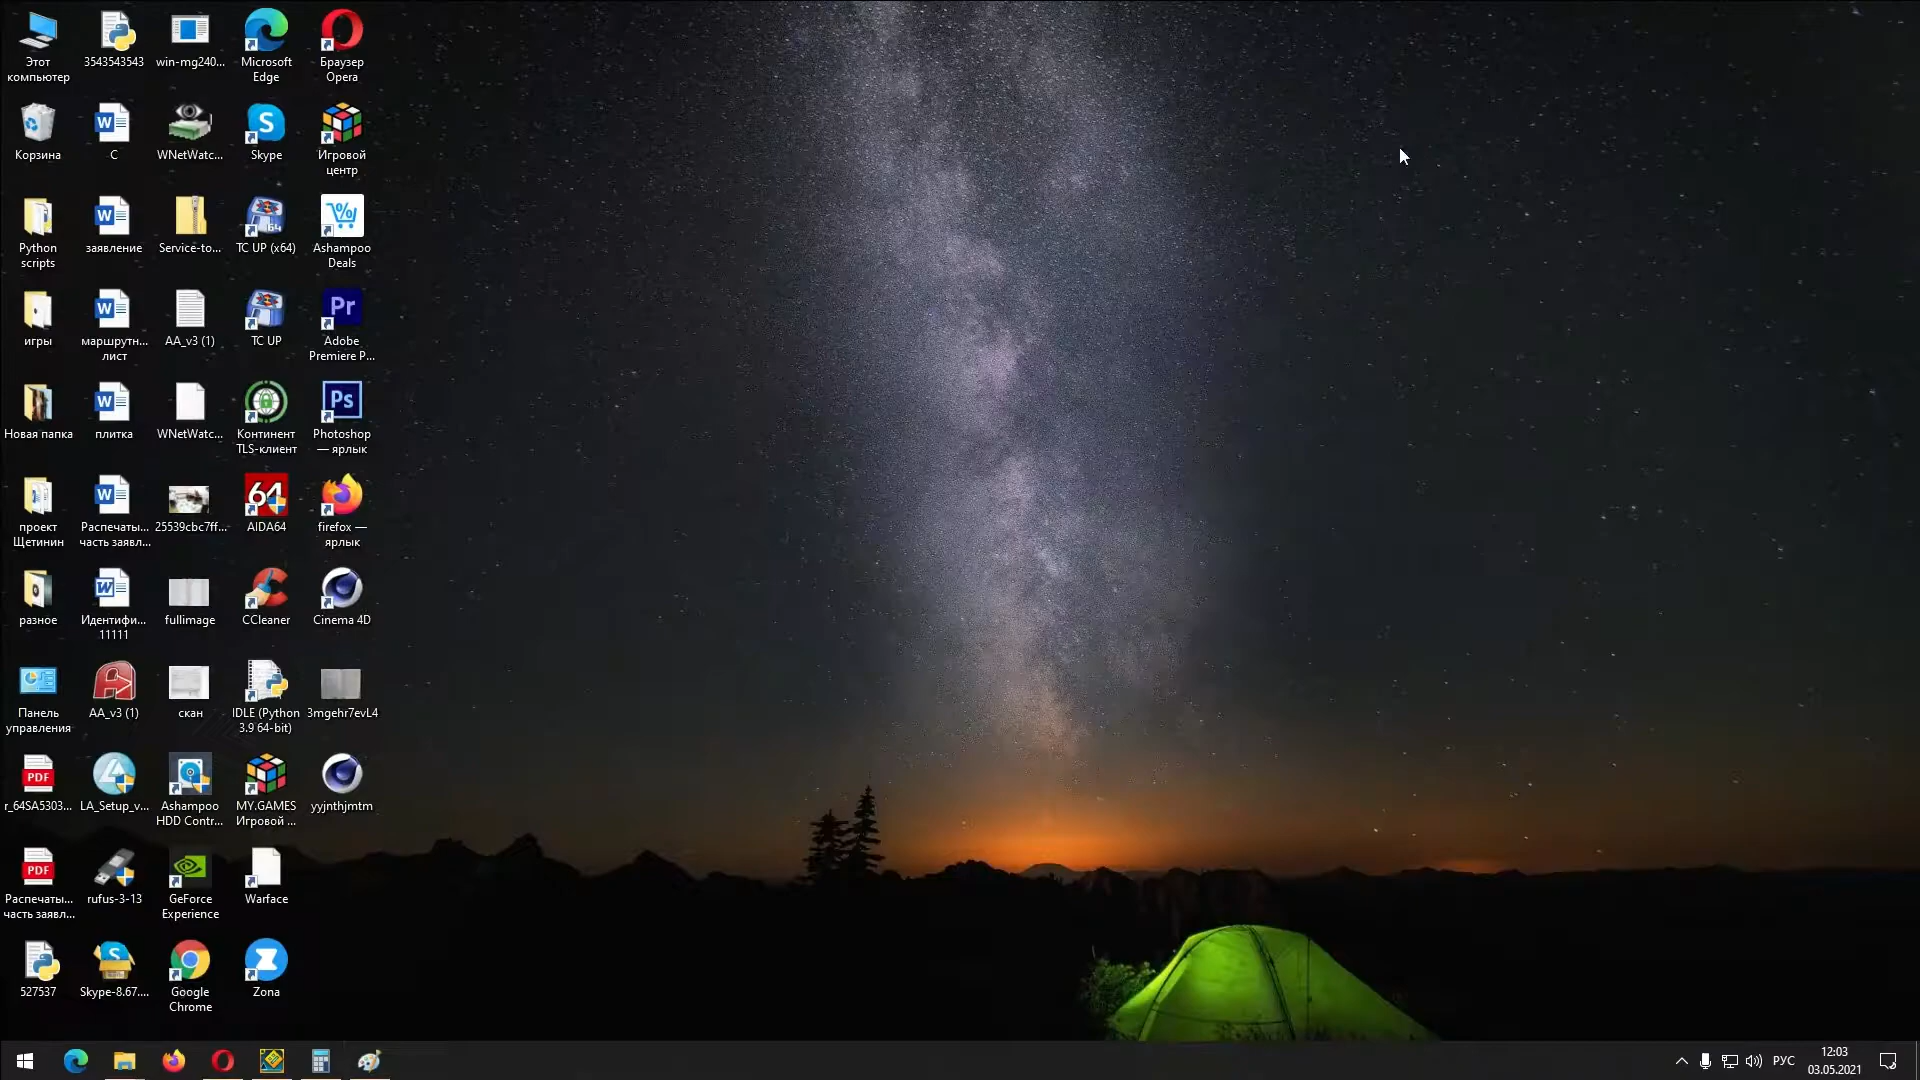 Этот
компьютер
3543543543
win-mg240...
Microsoft
Edge
Браузер
Opera
Корзина
С
WNetWatc...
Skype
Игровой
центр
Python
scripts
заявление
Service-to...
TC UP (x64)
Ashampoo
Deals
игры
маршрутн...
лист
AA_v3 (1)
TC UP
Pr
Adobe
Premiere P...
Новая папка
плитка
WNetWatc...
Континент
TLS-клиент
Ps
Photoshop
— ярлык
проект
Щетинин
Распечаты...
часть заявл...
25539cbc7ff...
64
AIDA64
firefox —
ярлык
разное
Идентифи...
11111
fullimage
CCleaner
Cinema 4D
Панель
управления
AA_v3 (1)
скан
IDLE (Python
3.9 64-bit)
3mgehr7evL4
PDF
r_64SA5303...
LA_Setup_v...
Ashampoo
HDD Contr...
MY.GAMES
Игровой ...
yyjnthjmtm
PDF
Распечаты...
часть заявл...
rufus-3-13
GeForce
Experience
Warface
527537
Skype-8.67....
Google
Chrome
Zona
РУС
12:03
03.05.2021